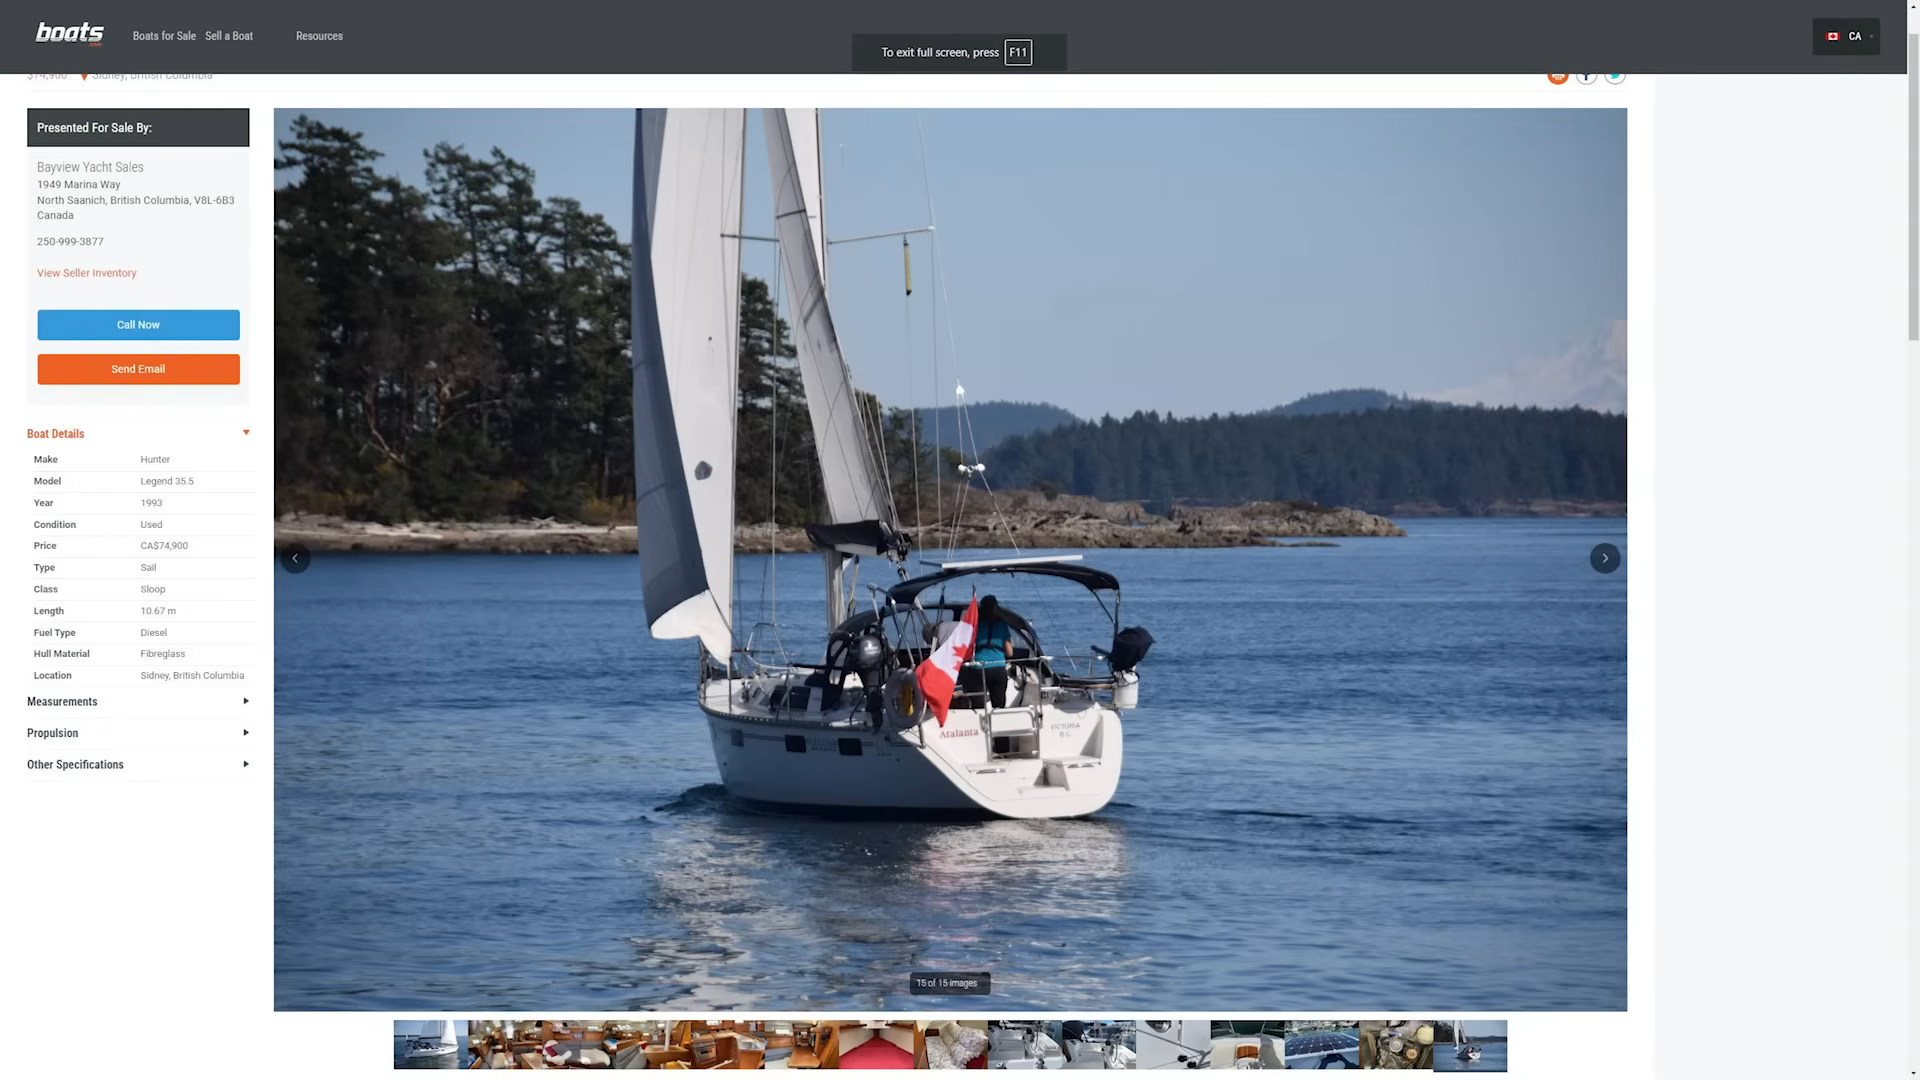 boats
.com
Boats for Sale
Sell a Boat
Resources
To exit full screen, press F11
CA
$74,900
Sidney, British Columbia
Presented For Sale By:
Bayview Yacht Sales
1949 Marina Way
North Saanich, British Columbia, V8L-6B3
Canada
250-999-3877
View Seller Inventory
Call Now
Send Email
Boat Details
Make Hunter
Model Legend 35.5
Year 1993
Condition Used
Price CA$74,900
Type Sail
Class Sloop
Length 10.67 m
Fuel Type Diesel
Hull Material Fibreglass
Location Sidney, British Columbia
Measurements
Propulsion
Other Specifications
Atalanta
VICTORIA
B.C.
15 of 15 images